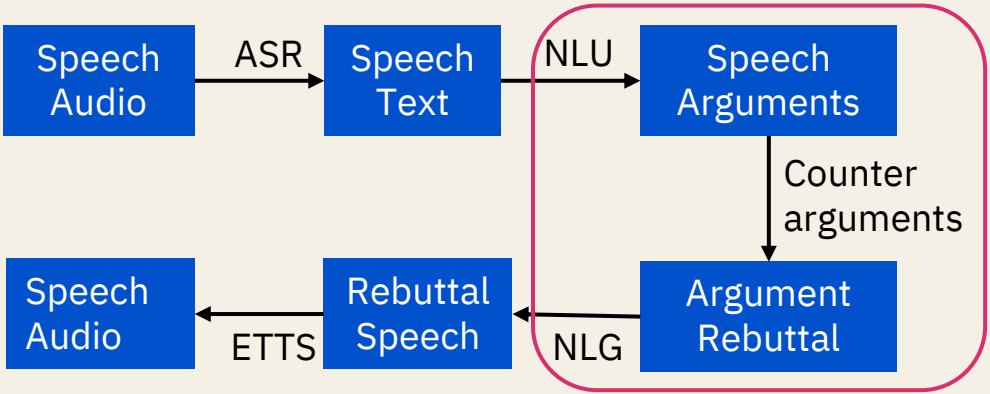 Speech
Audio
ASR
Speech
Text
NLU
Speech
Arguments
Counter
arguments
Argument
Rebuttal
NLG
Rebuttal
Speech
ETTS
Speech
Audio